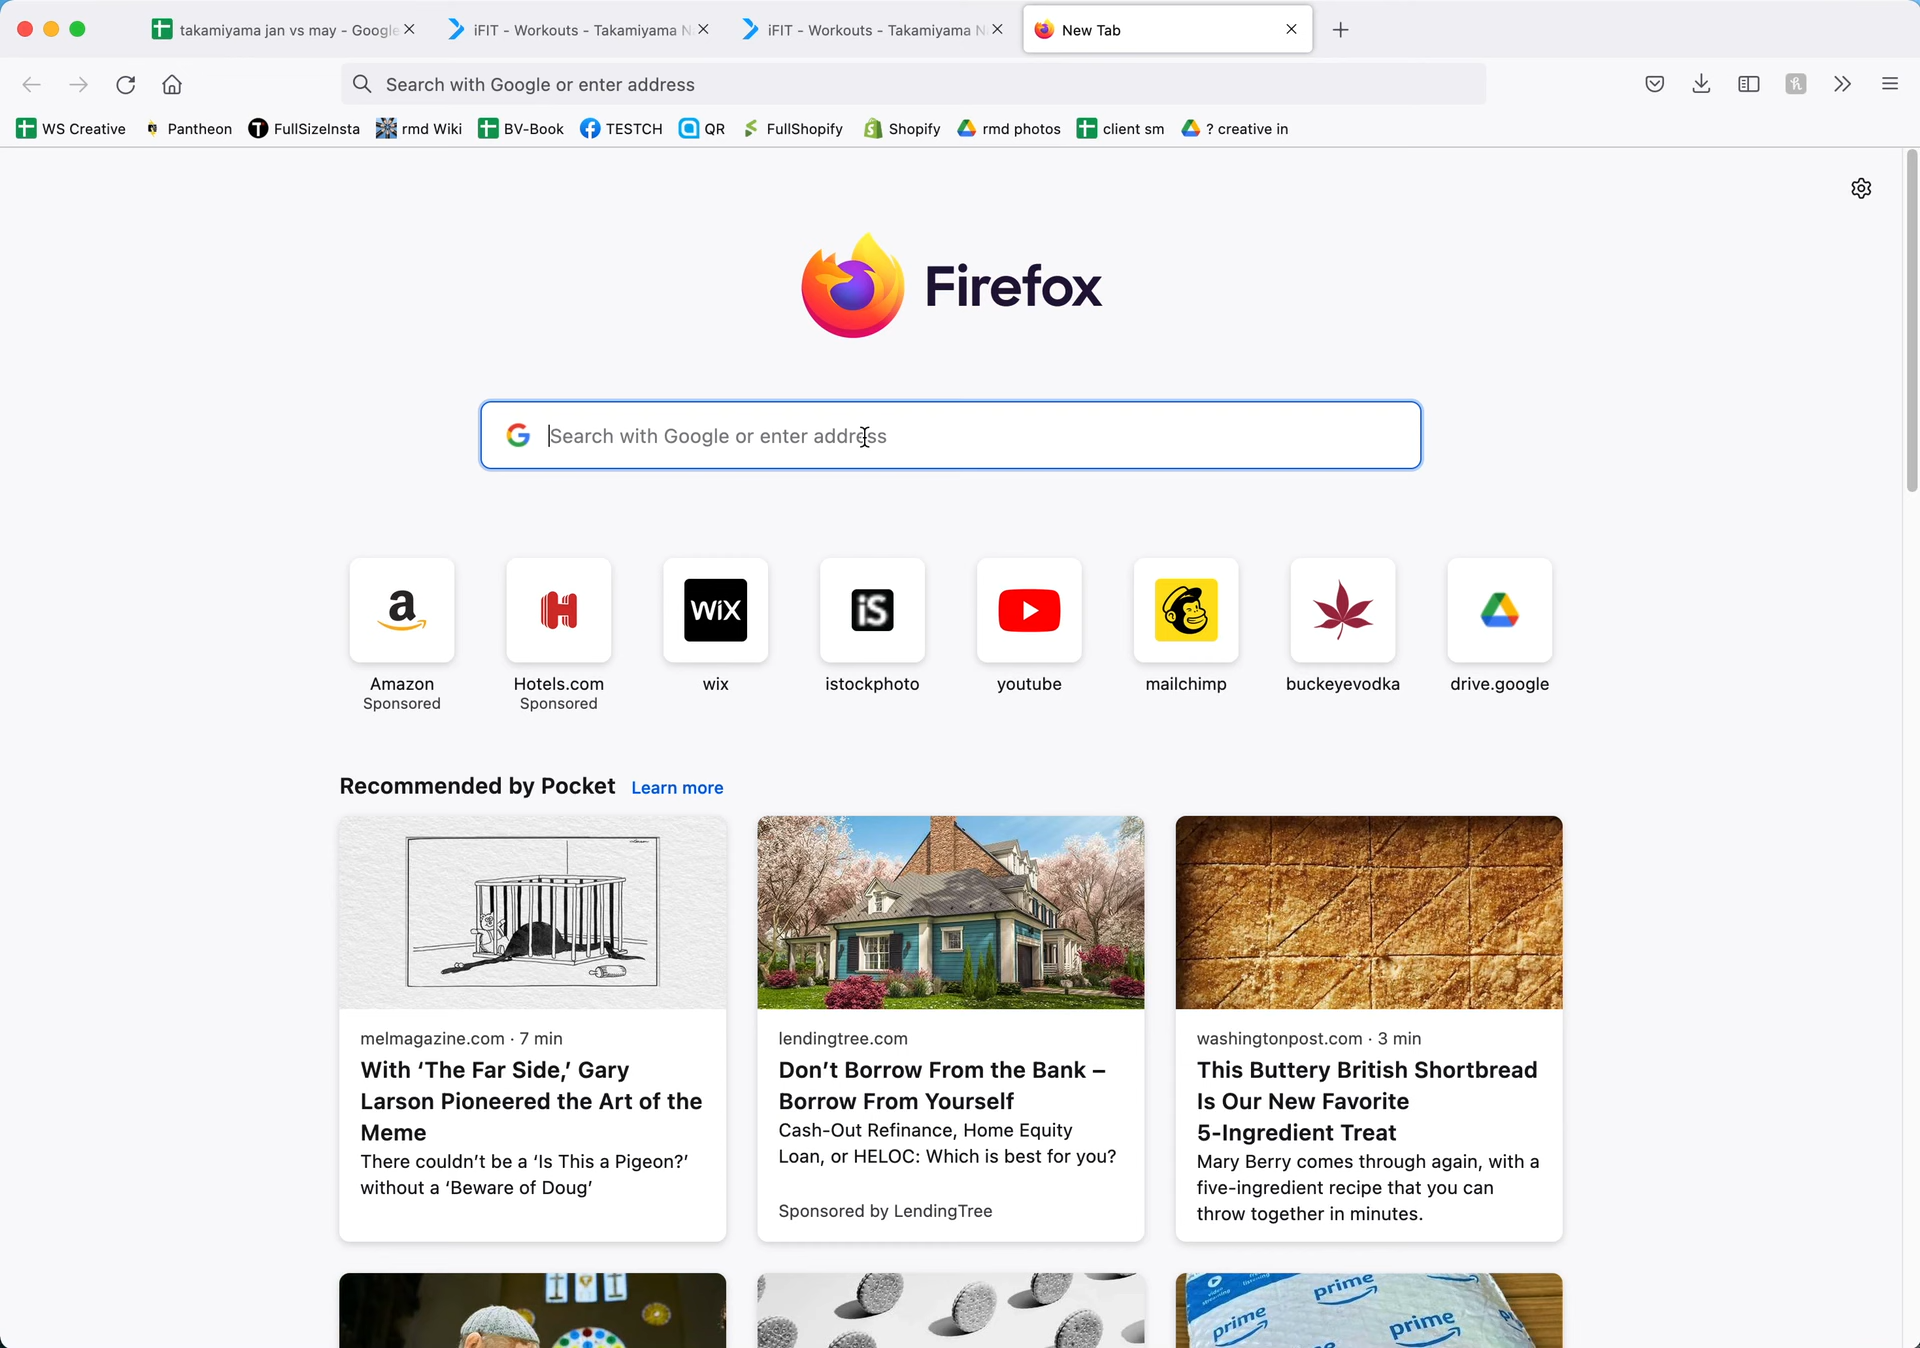 takamiyama jan vs may - Google
iFIT - Workouts - Takamiyama N
iFIT - Workouts - Takamiyama N
New Tab
Search with Google or enter address
WS Creative
Pantheon
FullSizeInsta
rmd Wiki
BV-Book
TESTCH
QR
FullShopify
Shopify
rmd photos
client sm
? creative in
Firefox
Search with Google or enter address
a
WiX
iS
Amazon
Sponsored
Hotels.com
Sponsored
wix
istockphoto
youtube
mailchimp
buckeyevodka
drive.google
Recommended by Pocket Learn more
melmagazine.com · 7 min
With ‘The Far Side,’ Gary
Larson Pioneered the Art of the
Meme
There couldn’t be a ‘Is This a Pigeon?’
without a ‘Beware of Doug’
lendingtree.com
Don’t Borrow From the Bank –
Borrow From Yourself
Cash-Out Refinance, Home Equity
Loan, or HELOC: Which is best for you?
Sponsored by LendingTree
washingtonpost.com · 3 min
This Buttery British Shortbread
Is Our New Favorite
5-Ingredient Treat
Mary Berry comes through again, with a
five-ingredient recipe that you can
throw together in minutes.
prime
prime
prime